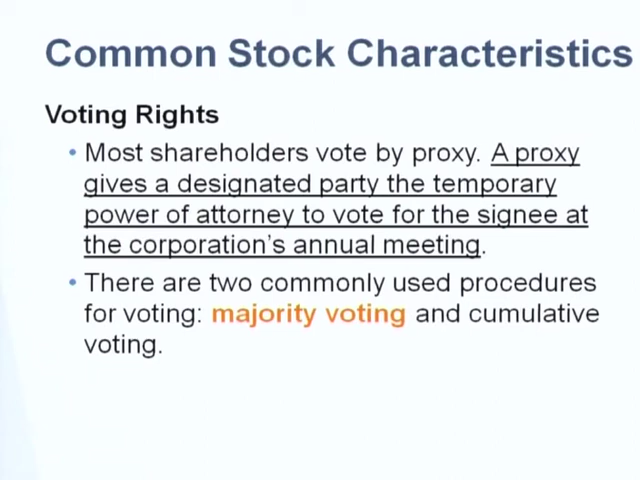 Common Stock Characteristics
Voting Rights
• Most shareholders vote by proxy. A proxy
gives a designated party the temporary
power of attorney to vote for the signee at
the corporation's annual meeting.
• There are two commonly used procedures
for voting: majority voting and cumulative
voting.